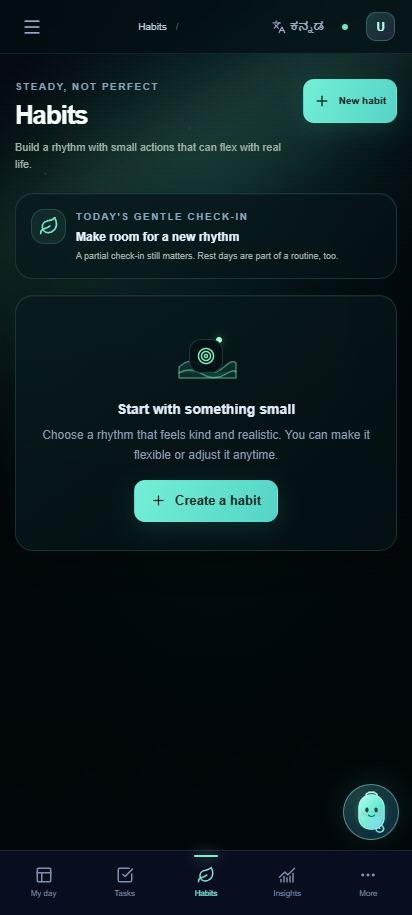 Habits /
ಕನ್ನಡ
U
STEADY, NOT PERFECT
Habits
New habit
Build a rhythm with small actions that can flex with real
life.
TODAY'S GENTLE CHECK-IN
Make room for a new rhythm
A partial check-in still matters. Rest days are part of a routine, too.
Start with something small
Choose a rhythm that feels kind and realistic. You can make it
flexible or adjust it anytime.
Create a habit
My day
Tasks
Habits
Insights
More